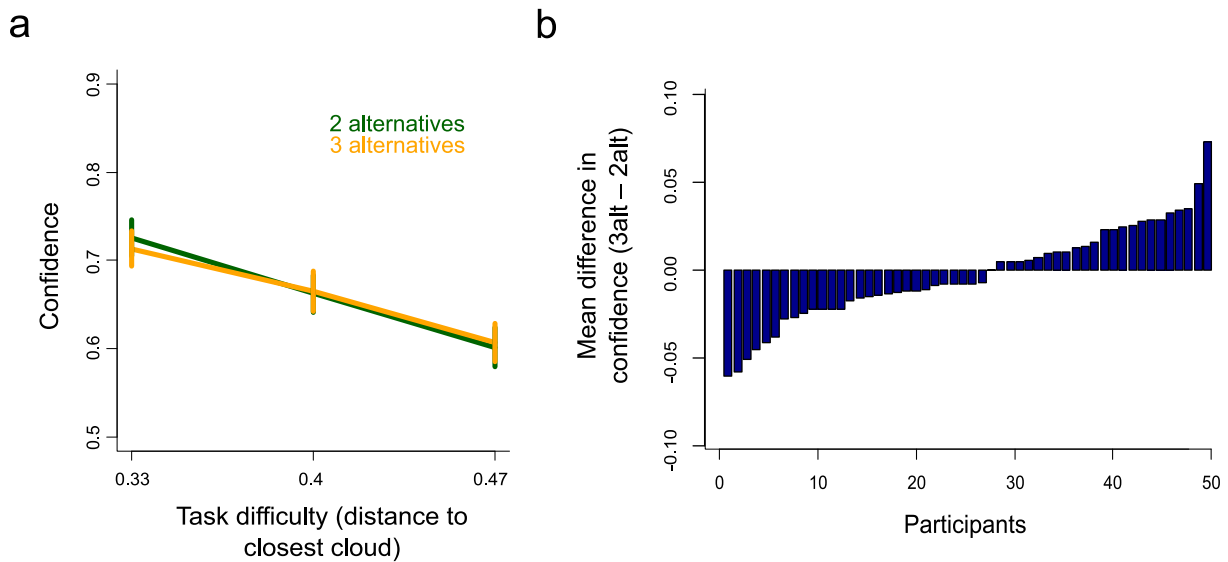 a
0.9
0.8
0.7
0.6
0.5
Confidence
2 alternatives
3 alternatives
0.33
0.4
0.47
Task difficulty (distance to
closest cloud)
b
0.10
0.05
0.00
-0.05
-0.10
Mean difference in
confidence (3alt – 2alt)
0
10
20
30
40
50
Participants